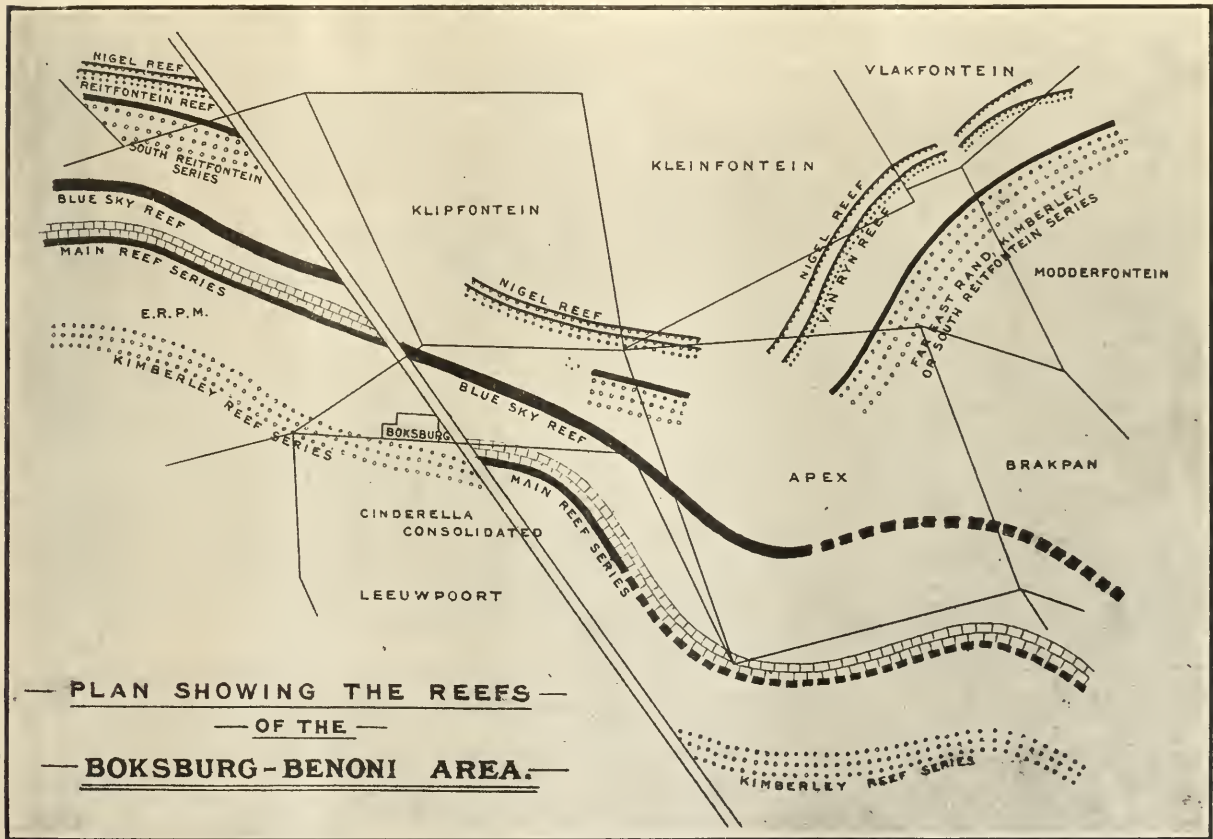 NIGEL REEF
REITFONTEIN REEF
SOUTH REITFONTEIN
SERIES
BLUE SKY REEF
MAIN REEF SERIES
E.R.P.M.
KIMBERLEY REEF SERIES
KLIPFONTEIN
NIGEL REEF
BLUE SKY REEF
BOKSBURG
MAIN REEF SERIES
CINDERELLA
CONSOLIDATED
LEEUWPOORT
VLAKFONTEIN
KLEINFONTEIN
NIGEL REEF
VAN RYN REEF
FAR EAST RAND, KIMBERLEY
OR SOUTH REITFONTEIN SERIES
MODDERFONTEIN
APEX
BRAKPAN
KIMBERLEY REEF SERIES
— PLAN SHOWING THE REEFS —
— OF THE —
— BOKSBURG-BENONI AREA. —